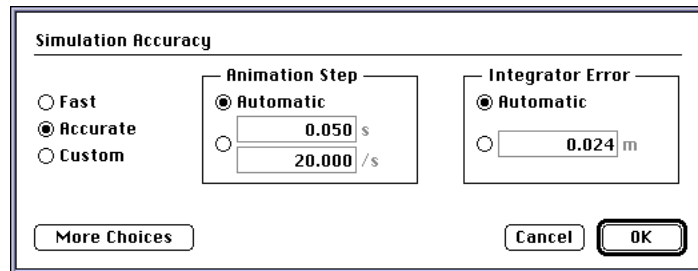 Simulation Accuracy
Animation Step
Integrator Error
Fast
Automatic
Automatic
Accurate
0.050 s
0.024 m
Custom
20.000 /s
More Choices
Cancel
OK